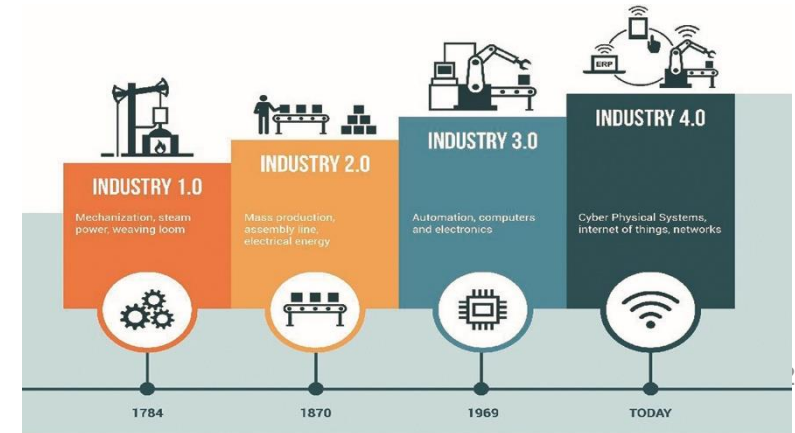 ERP
INDUSTRY 1.0
Mechanization, steam
power, weaving loom
INDUSTRY 2.0
Mass production,
assembly line,
electrical energy
INDUSTRY 3.0
Automation, computers
and electronics
INDUSTRY 4.0
Cyber Physical Systems,
internet of things, networks
2
1784
1870
1969
TODAY